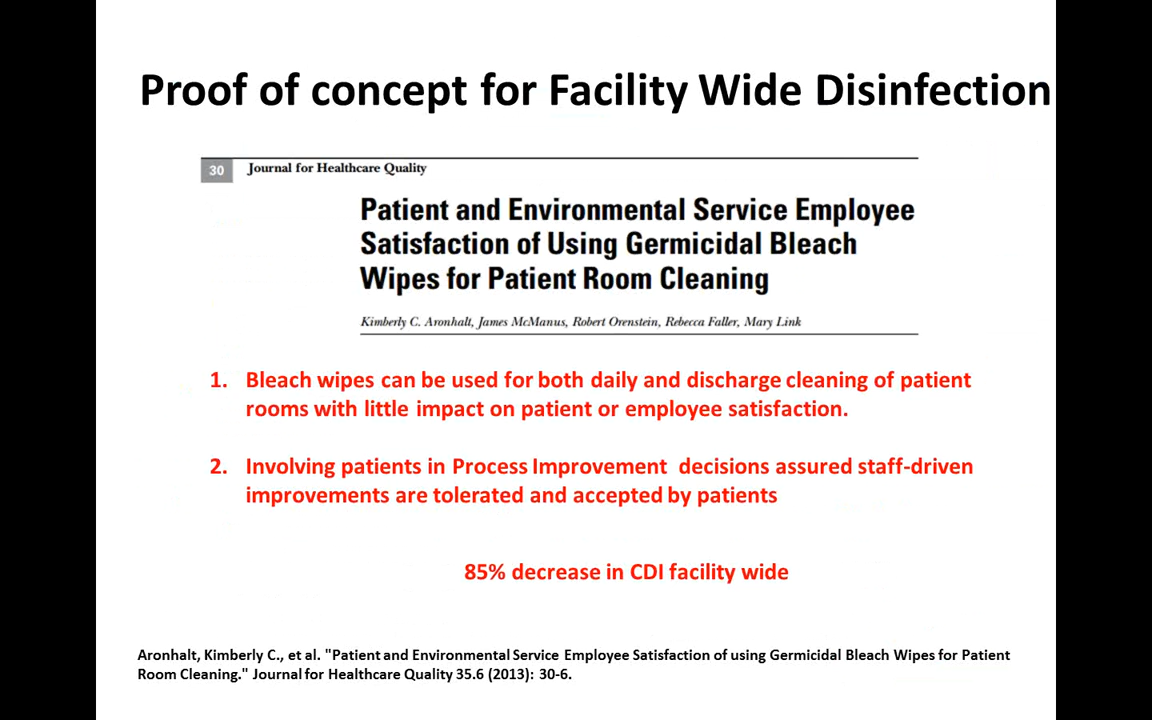 Proof of concept for Facility Wide Disinfection
30 Journal for Healthcare Quality
Patient and Environmental Service Employee
Satisfaction of Using Germicidal Bleach
Wipes for Patient Room Cleaning
Kimberly C. Aronhalt, James McManus, Robert Orenstein, Rebecca Faller, Mary Link
1. Bleach wipes can be used for both daily and discharge cleaning of patient
rooms with little impact on patient or employee satisfaction.
2. Involving patients in Process Improvement decisions assured staff-driven
improvements are tolerated and accepted by patients
85% decrease in CDI facility wide
Aronhalt, Kimberly C., et al. "Patient and Environmental Service Employee Satisfaction of using Germicidal Bleach Wipes for Patient
Room Cleaning." Journal for Healthcare Quality 35.6 (2013): 30-6.